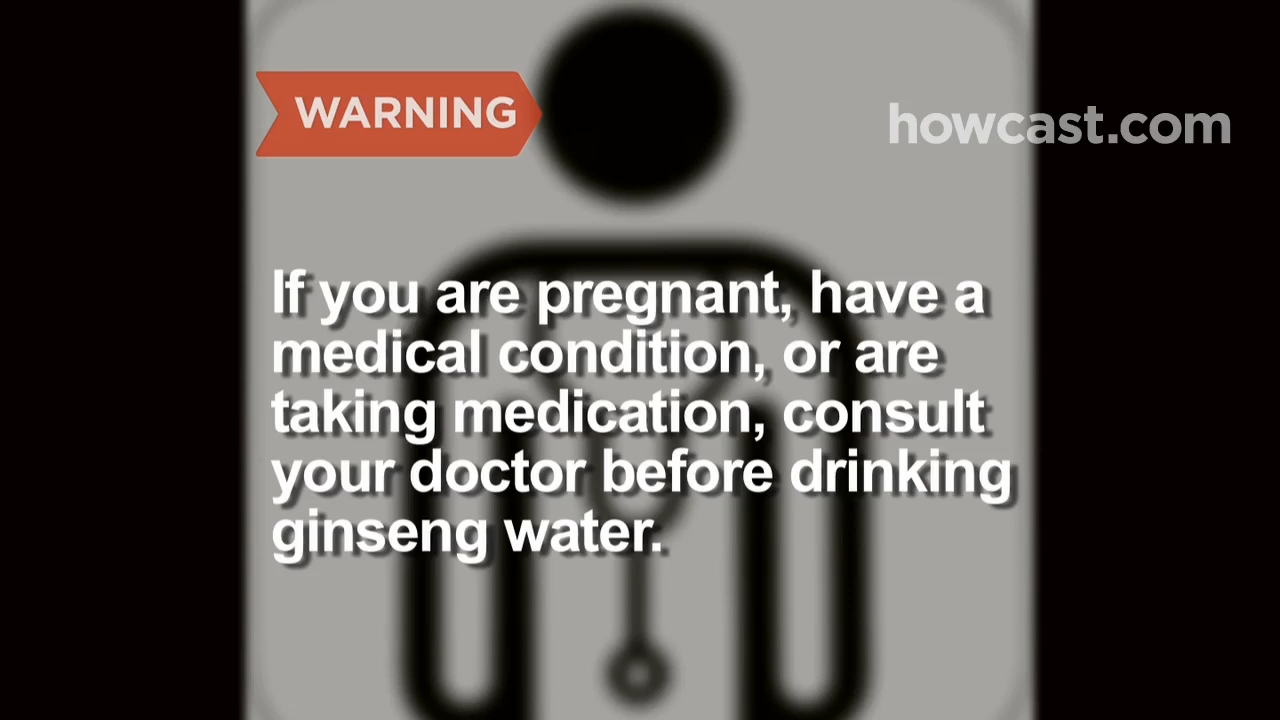 WARNING
howcast.com
If you are pregnant, have a
medical condition, or are
taking medication, consult
your doctor before drinking
ginseng water.